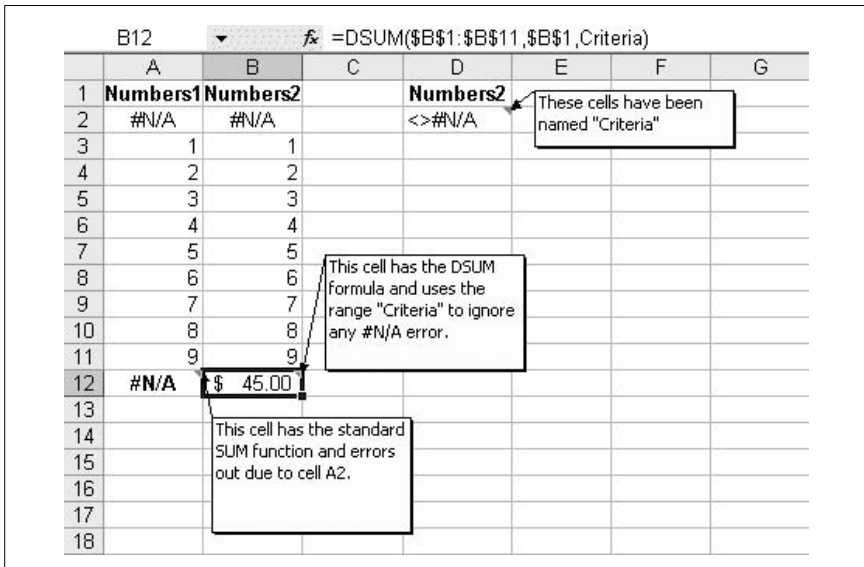 B12 fx =DSUM($B$1:$B$11,$B$1,Criteria)
A B C D E F G
1 Numbers1 Numbers2 Numbers2
2 #N/A #N/A <>#N/A
These cells have been
named "Criteria"
3 1 1
4 2 2
5 3 3
6 4 4
7 5 5
8 6 6
9 7 7
10 8 8
11 9 9
This cell has the DSUM
formula and uses the
range "Criteria" to ignore
any #N/A error.
12 #N/A $ 45.00
13
14
15
16
17
18
This cell has the standard
SUM function and errors
out due to cell A2.